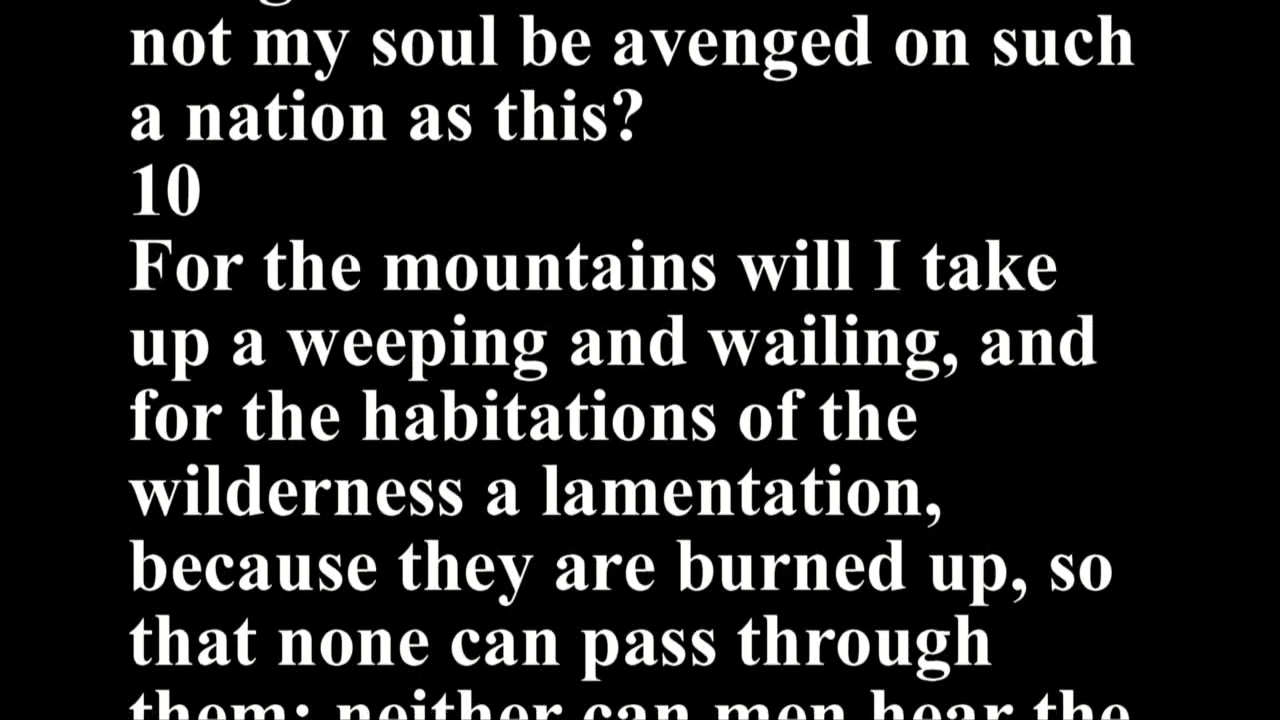 not my soul be avenged on such
a nation as this?
10
For the mountains will I take
up a weeping and wailing, and
for the habitations of the
wilderness a lamentation,
because they are burned up, so
that none can pass through
them; neither can men hear the